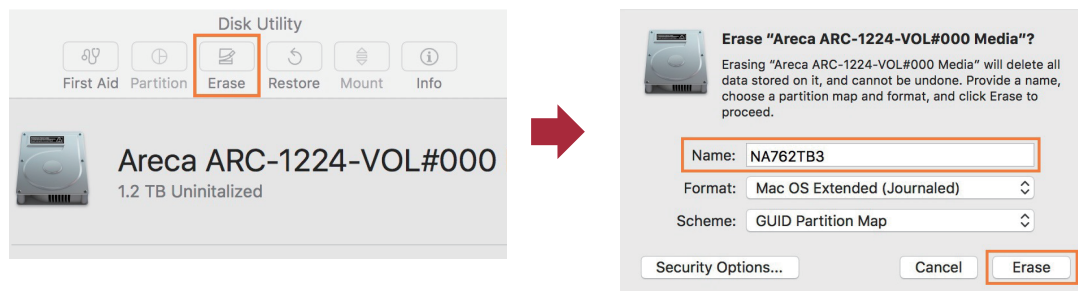 Disk Utility
First Aid Partition Erase Restore Mount Info
Areca ARC-1224-VOL#000
1.2 TB Uninitalized
Erase “Areca ARC-1224-VOL#000 Media”?
Erasing “Areca ARC-1224-VOL#000 Media” will delete all
data stored on it, and cannot be undone. Provide a name,
choose a partition map and format, and click Erase to
proceed.
Name: NA762TB3
Format: Mac OS Extended (Journaled)
Scheme: GUID Partition Map
Security Options... Cancel Erase